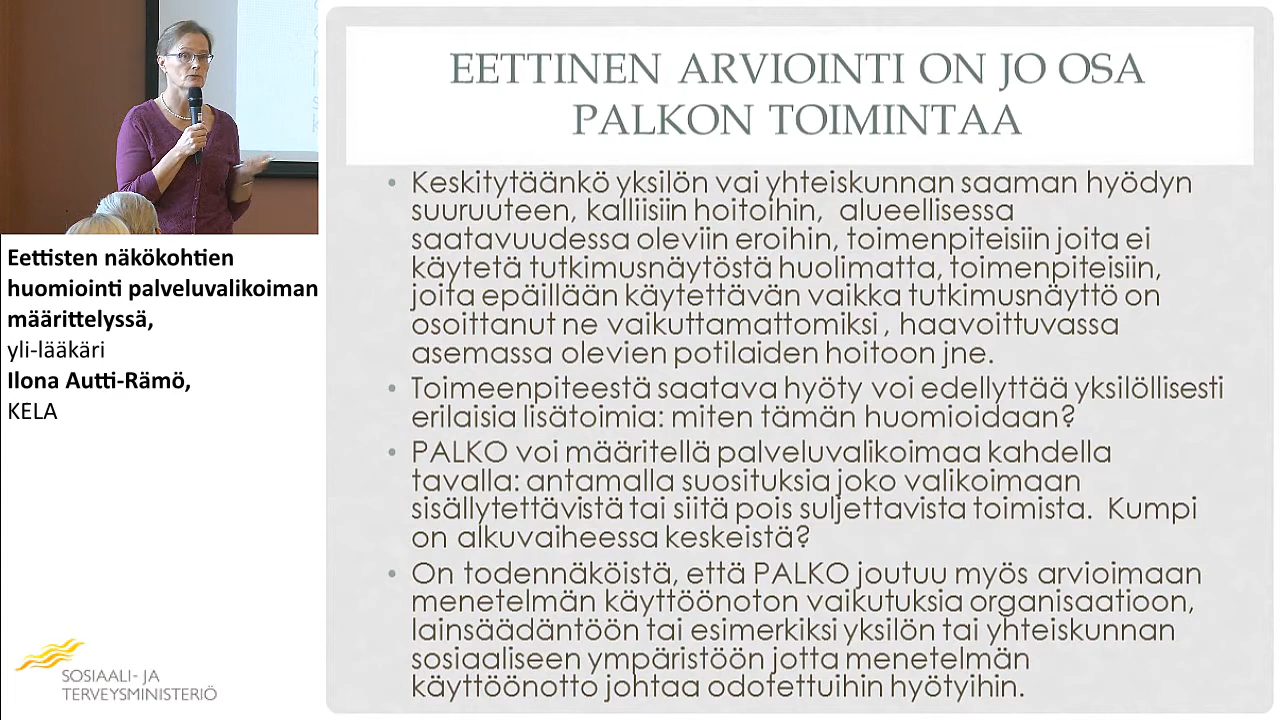 EETTINEN ARVIOINTI ON JO OSA
PALKON TOIMINTAA
• Keskitytäänkö yksilön vai yhteiskunnan saaman hyödyn
suuruuteen, kalliisiin hoitoihin, alueellisessa
saatavuudessa oleviin eroihin, toimenpiteisiin joita ei
käytetä tutkimusnäytöstä huolimatta, toimenpiteisiin,
joita epäillään käytettävän vaikka tutkimusnäyttö on
osoittanut ne vaikuttamattomiksi , haavoittuvassa
asemassa olevien potilaiden hoitoon jne.
• Toimeenpiteestä saatava hyöty voi edellyttää yksilöllisesti
erilaisia lisätoimia: miten tämän huomioidaan?
• PALKO voi määritellä palveluvalikoimaa kahdella
tavalla: antamalla suosituksia joko valikoimaan
sisällytettävistä tai siitä pois suljettavista toimista. Kumpi
on alkuvaiheessa keskeistä?
• On todennäköistä, että PALKO joutuu myös arvioimaan
menetelmän käyttöönoton vaikutuksia organisaatioon,
lainsäädäntöön tai esimerkiksi yksilön tai yhteiskunnan
sosiaaliseen ympäristöön jotta menetelmän
käyttöönotto johtaa odotettuihin hyötyihin.
Eettisten näkökohtien
huomiointi palveluvalikoiman
määrittelyssä,
yli-lääkäri
Ilona Autti-Rämö,
KELA
SOSIAALI- JA
TERVEYSMINISTERIÖ